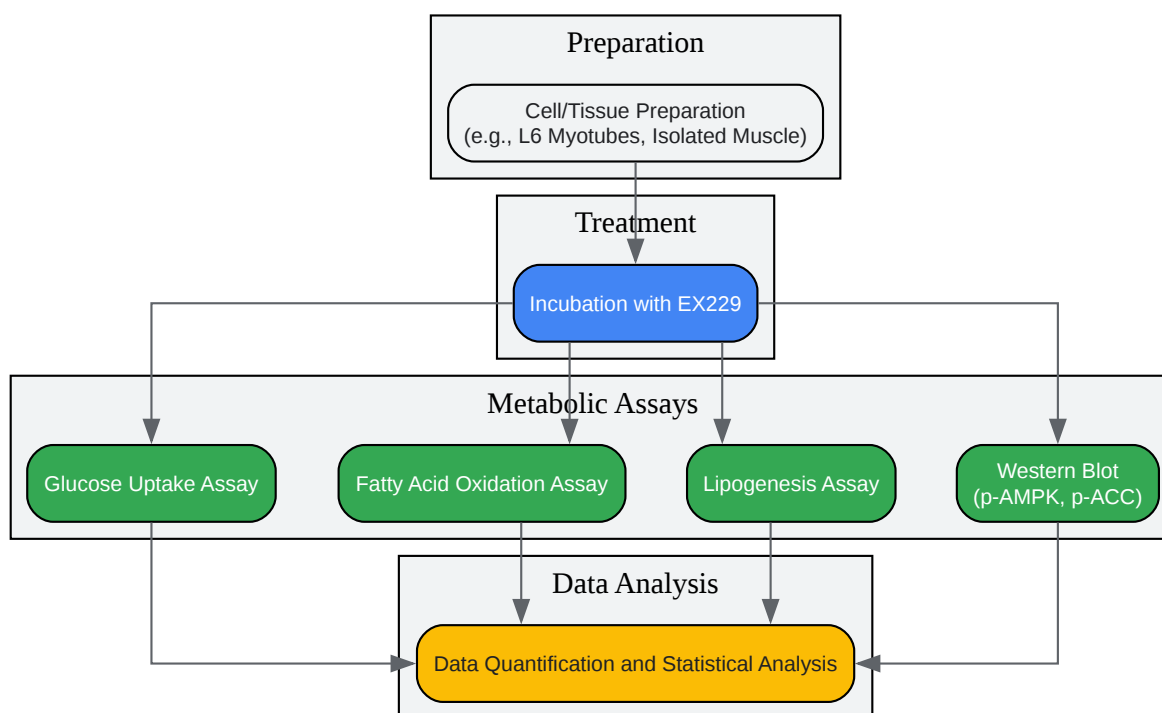 Preparation
Cell/Tissue Preparation
(e.g., L6 Myotubes, Isolated Muscle)
Treatment
Incubation with EX229
Metabolic Assays
Glucose Uptake Assay
Fatty Acid Oxidation Assay
Lipogenesis Assay
Western Blot
(p-AMPK, p-ACC)
Data Analysis
Data Quantification and Statistical Analysis